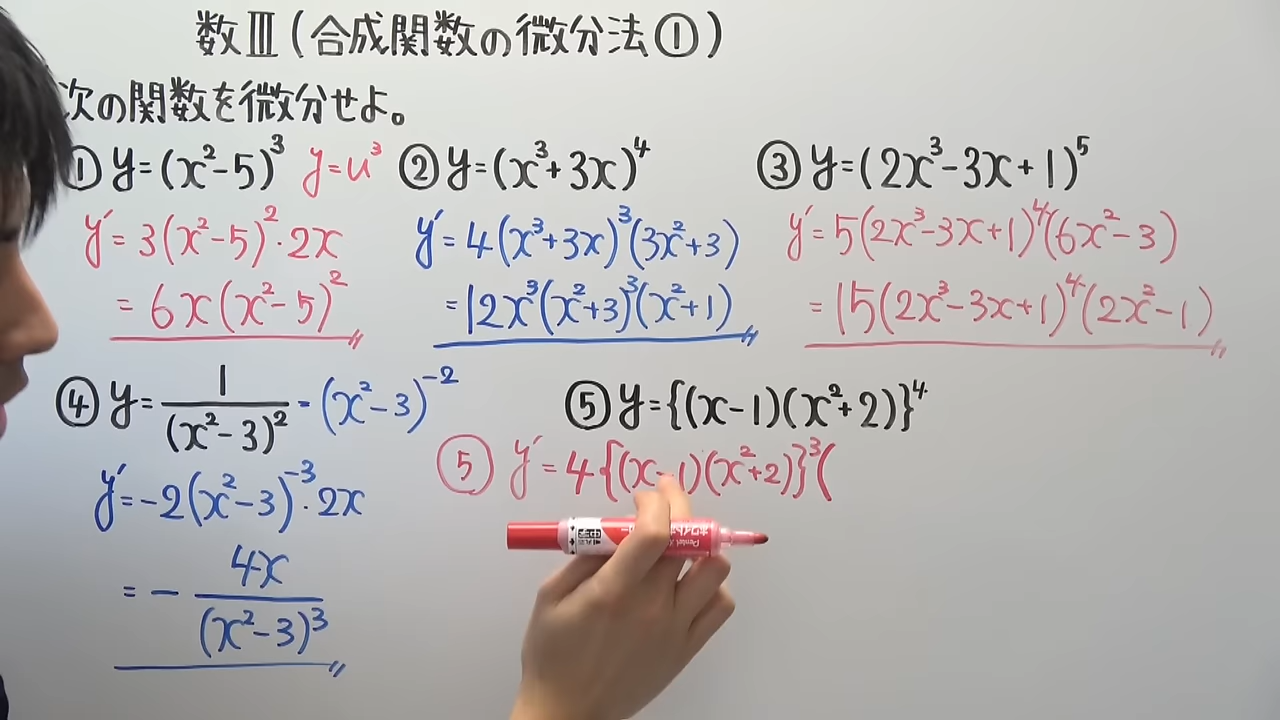 数Ⅲ(合成関数の微分法①)
次の関数を微分せよ。
① y=(x²-5)³ y=u³
y'=3(x²-5)²・2x
=6x(x²-5)²
② y=(x³+3x)⁴
y'=4(x³+3x)³(3x²+3)
=12x³(x²+3)³(x²+1)
③ y=(2x³-3x+1)⁵
y'=5(2x³-3x+1)⁴(6x²-3)
=15(2x³-3x+1)⁴(2x²-1)
④ y=1/(x²-3)²=(x²-3)⁻²
y'=-2(x²-3)⁻³・2x
=-4x/(x²-3)³
⑤ y={(x-1)(x²+2)}⁴
⑤ y'=4{(x-1)(x²+2)}³(